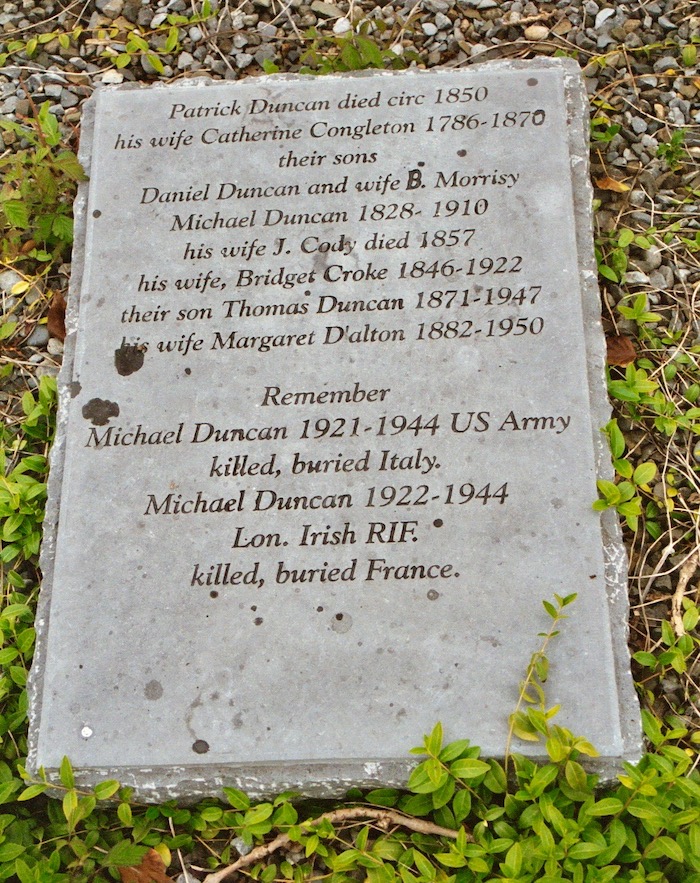 Patrick Duncan died circ 1850
his wife Catherine Congleton 1786-1870
their sons
Daniel Duncan and wife B. Morrisy
Michael Duncan 1828- 1910
his wife J. Cody died 1857
his wife, Bridget Croke 1846-1922
their son Thomas Duncan 1871-1947
his wife Margaret D'alton 1882-1950
Remember
Michael Duncan 1921-1944 US Army
killed, buried Italy.
Michael Duncan 1922-1944
Lon. Irish RIF.
killed, buried France.